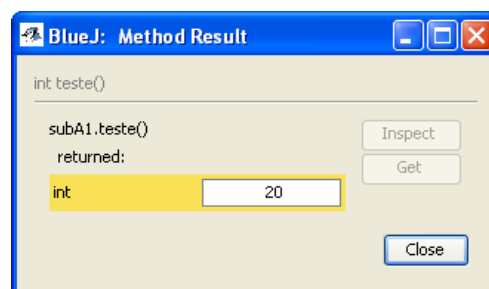 BlueJ: Method Result
int teste()
subA1.teste()
returned:
Inspect
Get
int 20
Close